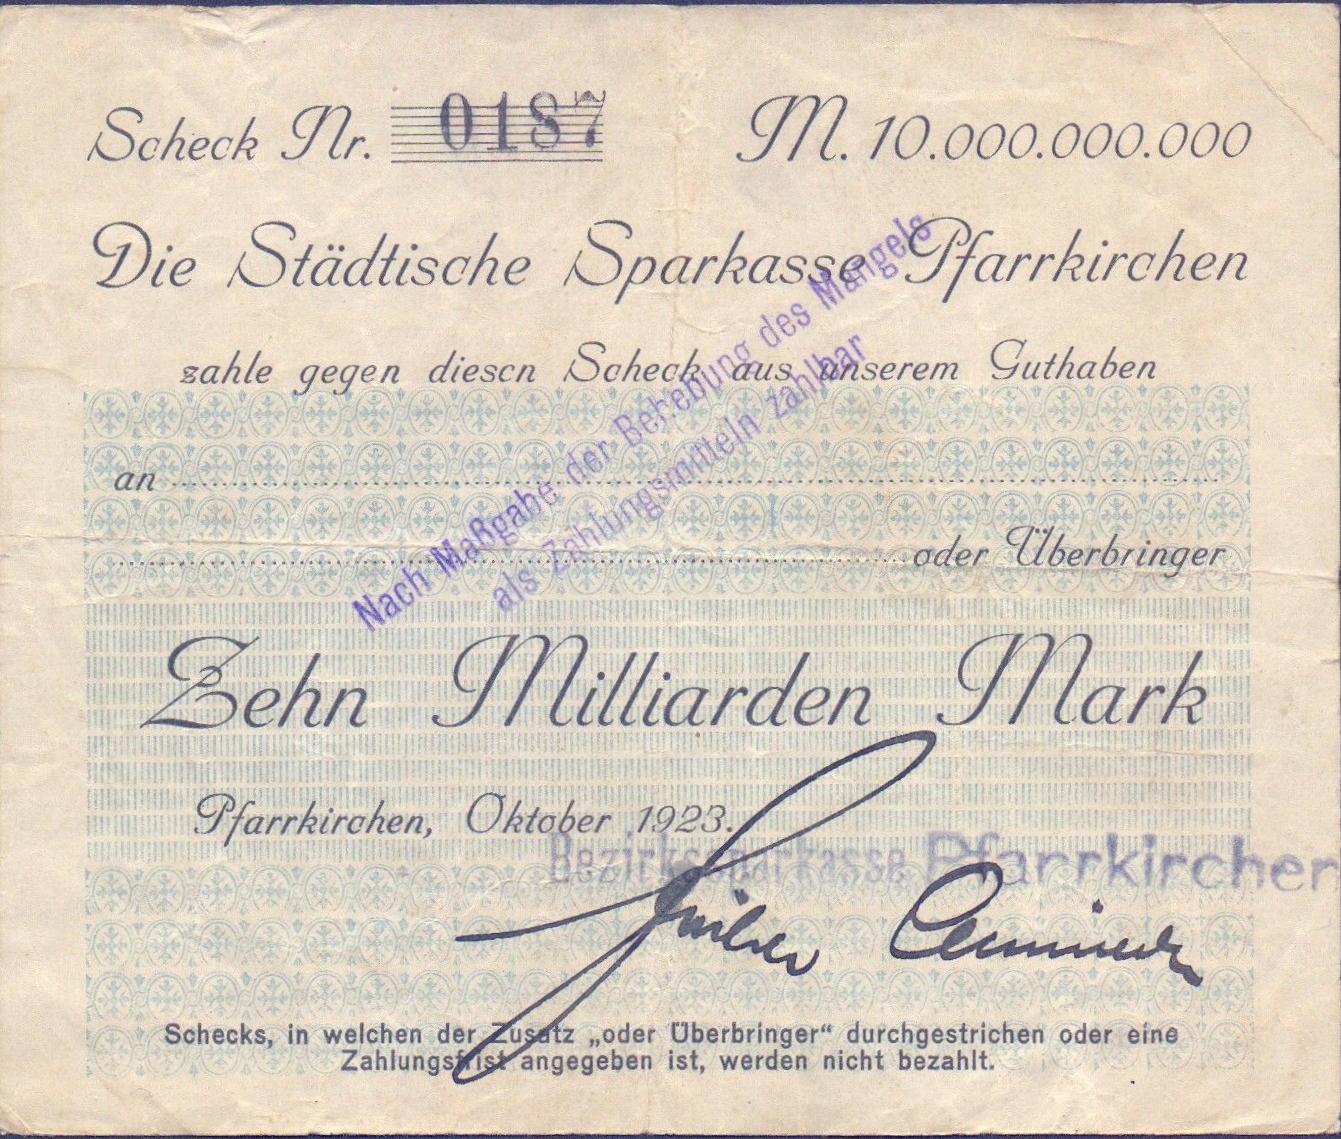 Scheck Nr. 0187 M. 10.000.000.000
Die Städtische Sparkasse Pfarrkirchen
zahle gegen diesen Scheck aus unserem Guthaben
Nach Maßgabe der Behebung des Mangels
als Zahlungsmitteln zahlbar
an
oder Überbringer
Zehn Milliarden Mark
Pfarrkirchen, Oktober 1923.
Bezirkssparkasse Pfarrkirchen
Schecks, in welchen der Zusatz „oder Überbringer“ durchgestrichen oder eine
Zahlungsfrist angegeben ist, werden nicht bezahlt.